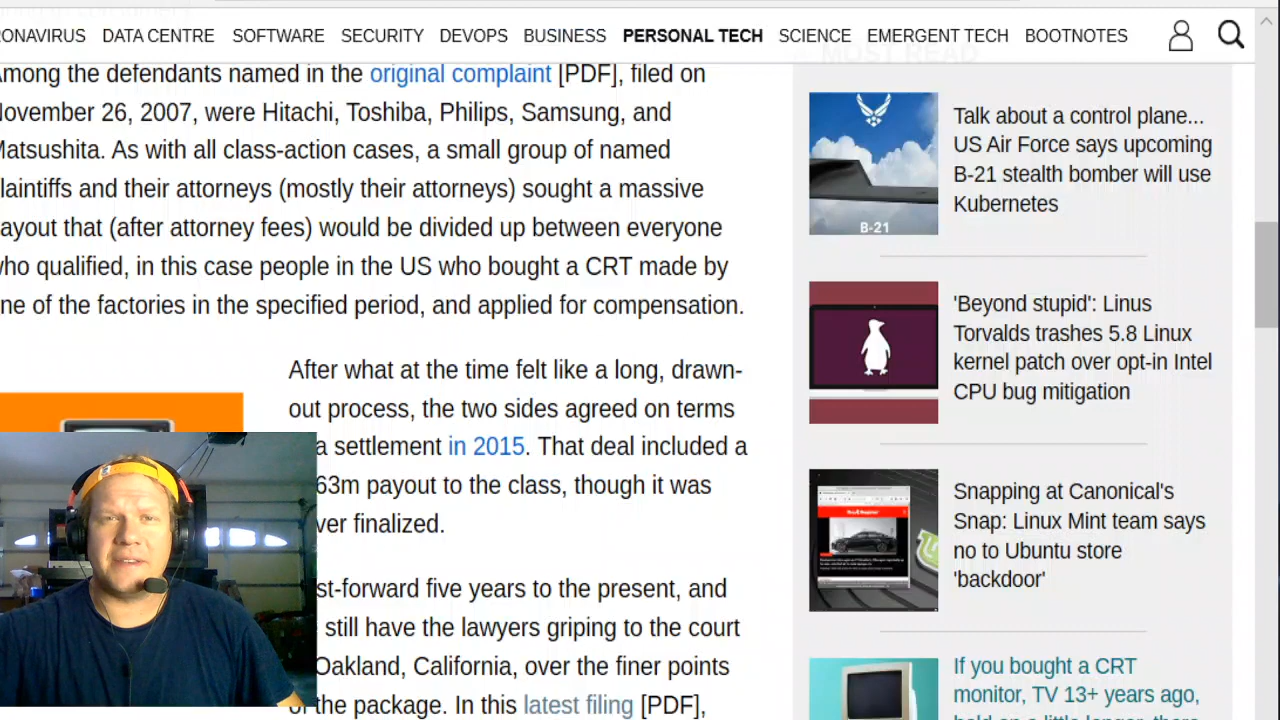 DATA CENTRE SOFTWARE SECURITY DEVOPS BUSINESS PERSONAL TECH SCIENCE EMERGENT TECH BOOTNOTES
MOST READ
the defendants named in the original complaint [PDF], filed on
26, 2007, were Hitachi, Toshiba, Philips, Samsung, and
As with all class-action cases, a small group of named
and their attorneys (mostly their attorneys) sought a massive
that (after attorney fees) would be divided up between everyone
qualified, in this case people in the US who bought a CRT made by
of the factories in the specified period, and applied for compensation.
After what at the time felt like a long, drawn-
out process, the two sides agreed on terms
a settlement in 2015. That deal included a
63m payout to the class, though it was
ver finalized.
st-forward five years to the present, and
still have the lawyers griping to the court
Oakland, California, over the finer points
the package. In this latest filing [PDF],
B-21
Talk about a control plane...
US Air Force says upcoming
B-21 stealth bomber will use
Kubernetes
'Beyond stupid': Linus
Torvalds trashes 5.8 Linux
kernel patch over opt-in Intel
CPU bug mitigation
Snapping at Canonical's
Snap: Linux Mint team says
no to Ubuntu store
'backdoor'
If you bought a CRT
monitor, TV 13+ years ago,